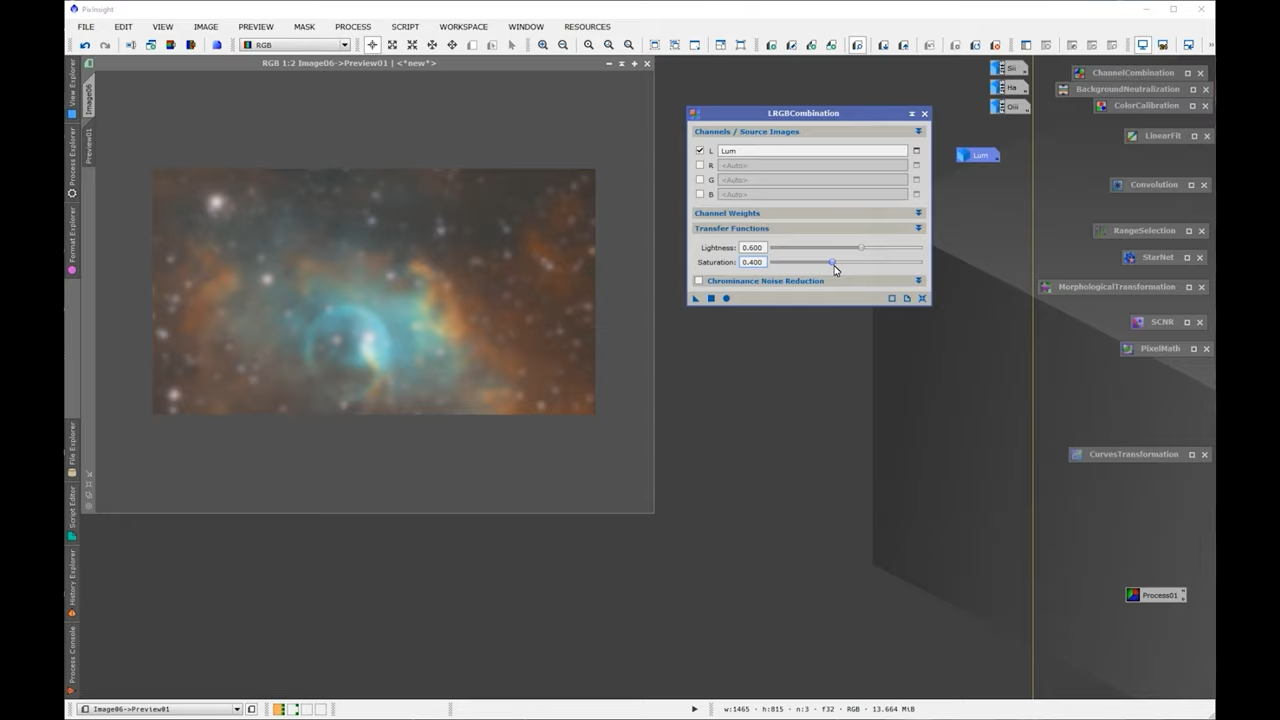 PixInsight
FILE EDIT VIEW IMAGE PREVIEW MASK PROCESS SCRIPT WORKSPACE WINDOW RESOURCES
RGB
RGB 1:2 Image06->Preview01 | <*new*>
View Explorer
Process Explorer
Format Explorer
File Explorer
Script Editor
History Explorer
Process Console
Image06
Preview01
LRGBCombination
Channels / Source Images
L Lum
R <Auto>
G <Auto>
B <Auto>
Channel Weights
Transfer Functions
Lightness: 0.600
Saturation: 0.400
Chrominance Noise Reduction
Sii
Ha
Oiii
Lum
ChannelCombination
BackgroundNeutralization
ColorCalibration
LinearFit
Convolution
RangeSelection
StarNet
MorphologicalTransformation
SCNR
PixelMath
CurvesTransformation
Process01
Image06->Preview01
w:1465 · h:815 · n:3 · f32 · RGB · 13.664 MiB